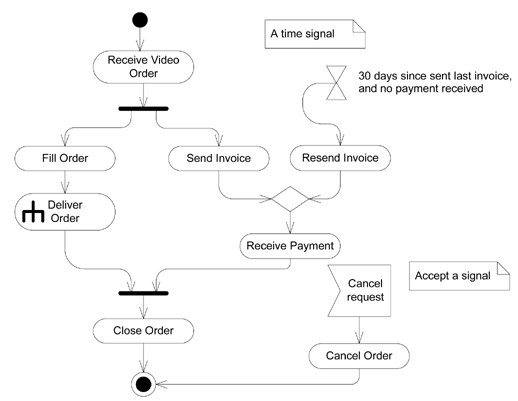 A time signal
Receive Video
Order
30 days since sent last invoice,
and no payment received
Fill Order
Send Invoice
Resend Invoice
Deliver
Order
Receive Payment
Cancel
request
Accept a signal
Close Order
Cancel Order